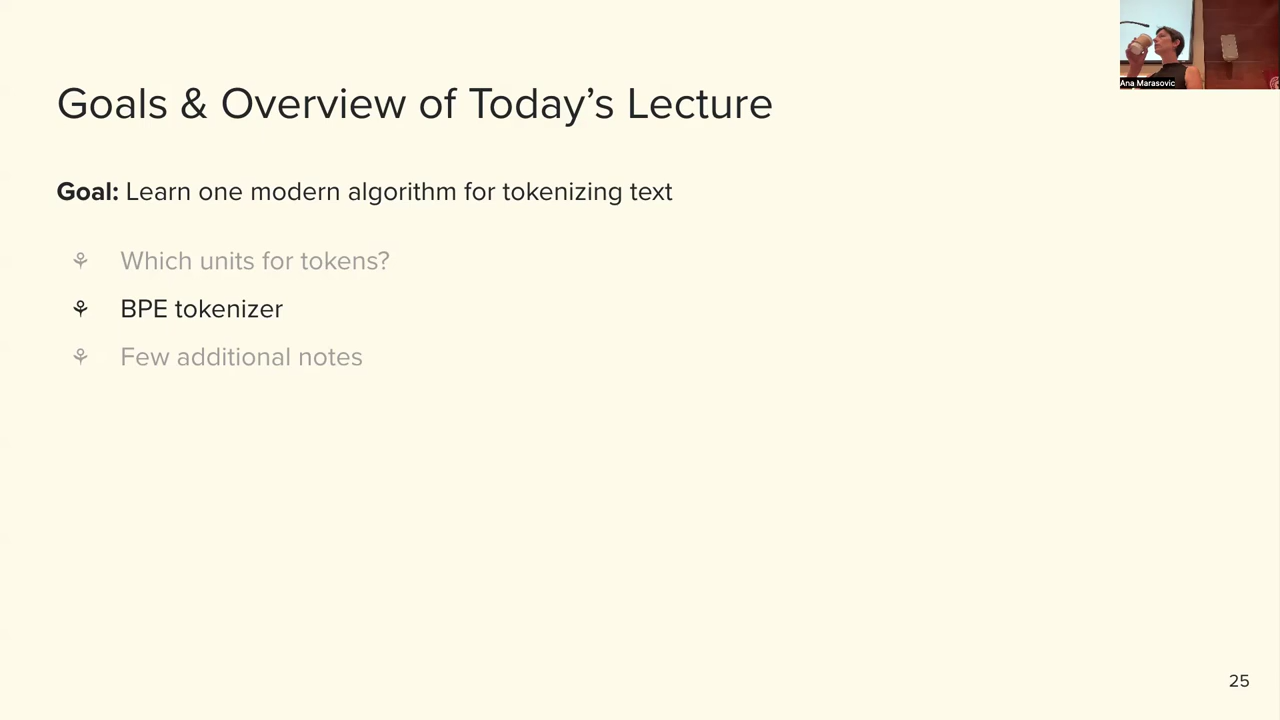 Goals & Overview of Today’s Lecture
Goal: Learn one modern algorithm for tokenizing text
⚘ Which units for tokens?
⚘ BPE tokenizer
⚘ Few additional notes
Ana Marasovic
25